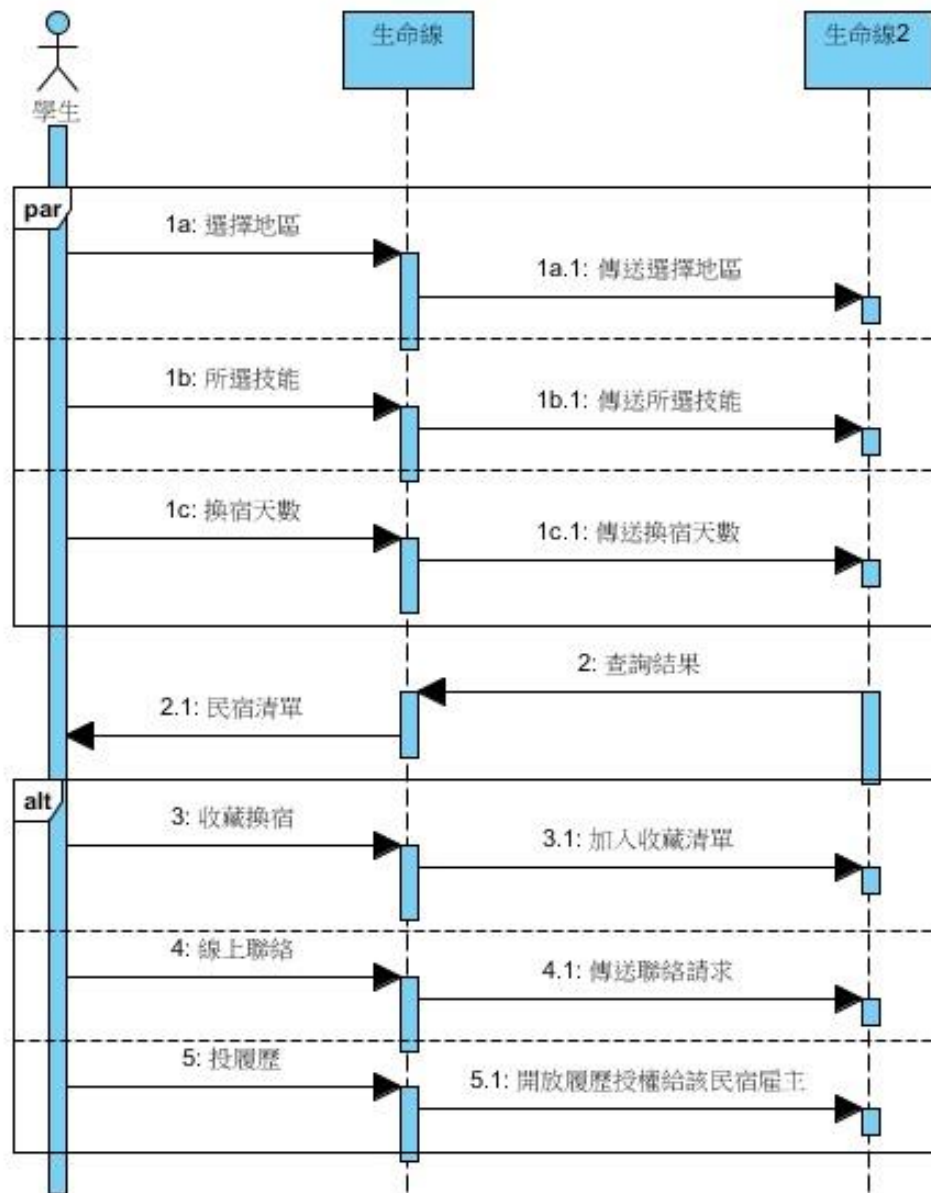 生命線
生命線2
學生
par
1a: 選擇地區
1a.1: 傳送選擇地區
1b: 所選技能
1b.1: 傳送所選技能
1c: 換宿天數
1c.1: 傳送換宿天數
2: 查詢結果
2.1: 民宿清單
alt
3: 收藏換宿
3.1: 加入收藏清單
4: 線上聯絡
4.1: 傳送聯絡請求
5: 投履歷
5.1: 開放履歷授權給該民宿雇主